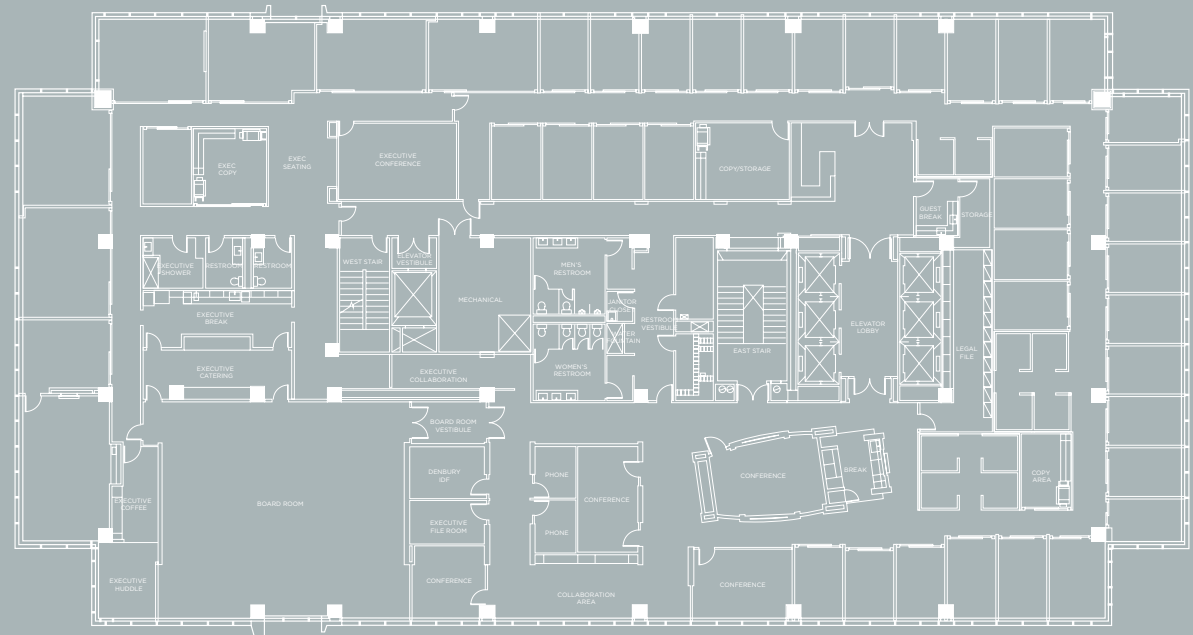 EXEC
COPY
EXEC
SEATING
EXECUTIVE
CONFERENCE
COPY/STORAGE
GUEST
BREAK
STORAGE
EXECUTIVE
SHOWER
RESTROOM
RESTROOM
WEST STAIR
ELEVATOR
VESTIBULE
MECHANICAL
MEN'S
RESTROOM
JANITOR
CLOSET
RESTROOM
VESTIBULE
WATER
FOUNTAIN
WOMEN'S
RESTROOM
EAST STAIR
ELEVATOR
LOBBY
LEGAL
FILE
EXECUTIVE
BREAK
EXECUTIVE
CATERING
EXECUTIVE
COLLABORATION
BOARD ROOM
VESTIBULE
DENBURY
IDF
EXECUTIVE
FILE ROOM
CONFERENCE
PHONE
PHONE
CONFERENCE
CONFERENCE
BREAK
COPY
AREA
EXECUTIVE
COFFEE
BOARD ROOM
EXECUTIVE
HUDDLE
COLLABORATION
AREA
CONFERENCE